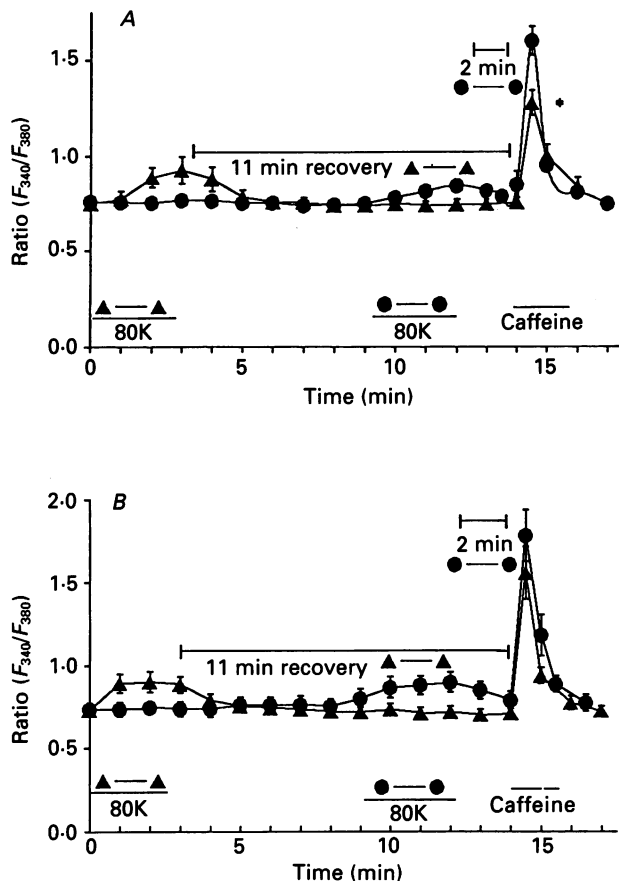 A
1·5
2 min
*
1·0
11 min recovery
Ratio (F340/F380)
0·5
80K
80K
Caffeine
0·0
0
5
10
15
Time (min)
B
2·0
2 min
1·5
Ratio (F340/F380)
1·0
11 min recovery
0·5
80K
80K
Caffeine
0·0
0
5
10
15
Time (min)